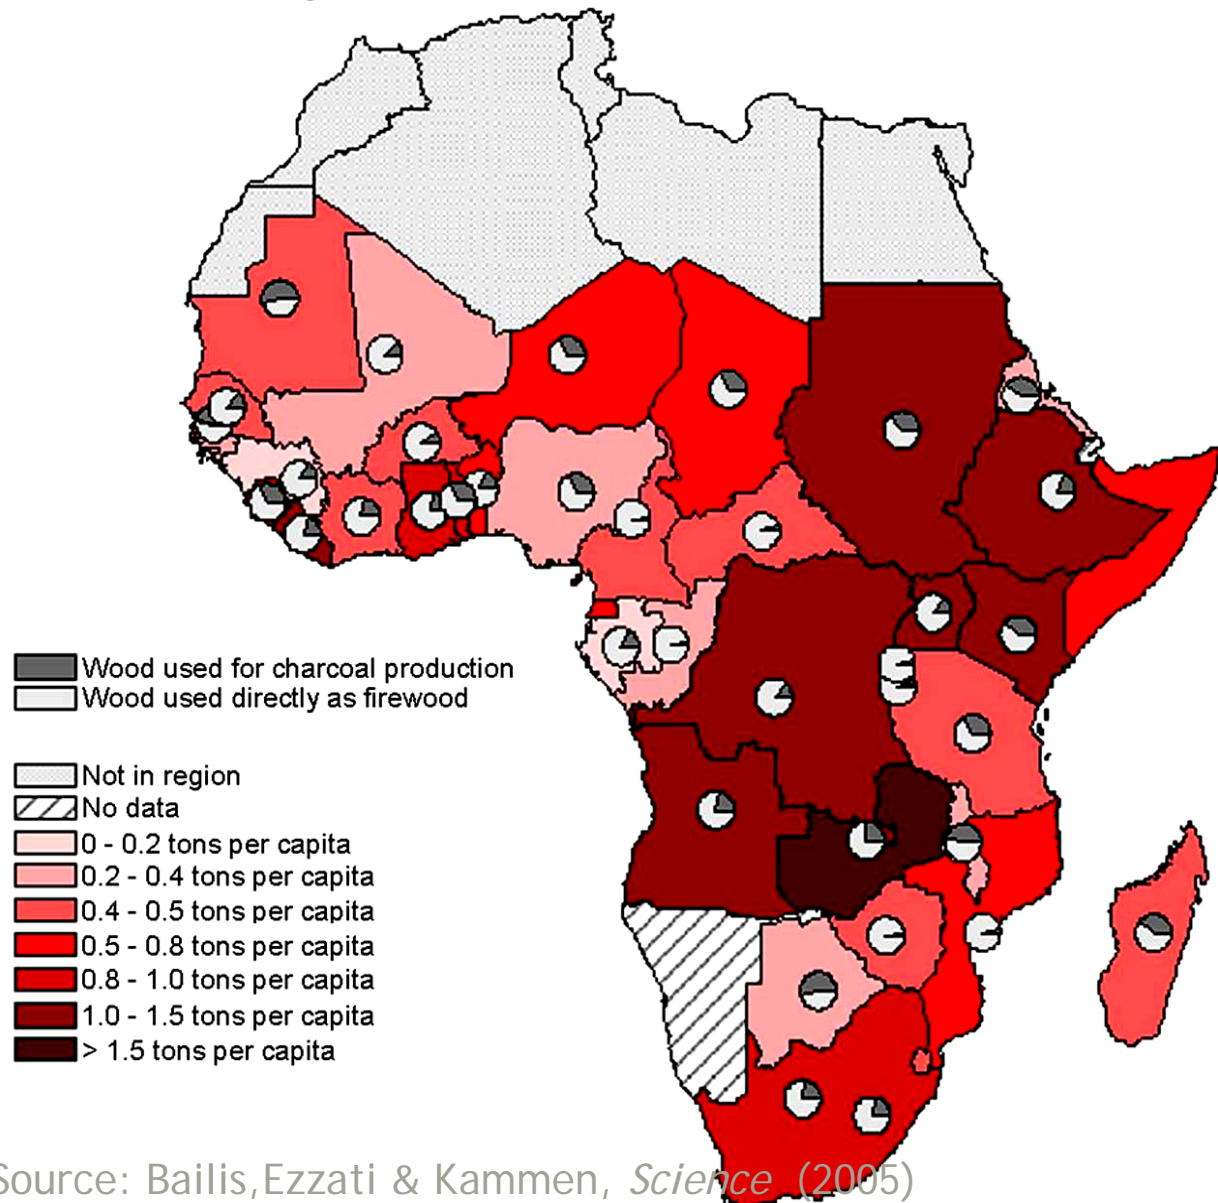 Wood used for charcoal production
Wood used directly as firewood
Not in region
No data
0 - 0.2 tons per capita
0.2 - 0.4 tons per capita
0.4 - 0.5 tons per capita
0.5 - 0.8 tons per capita
0.8 - 1.0 tons per capita
1.0 - 1.5 tons per capita
> 1.5 tons per capita
Source: Bailis,Ezzati & Kammen, Science (2005)